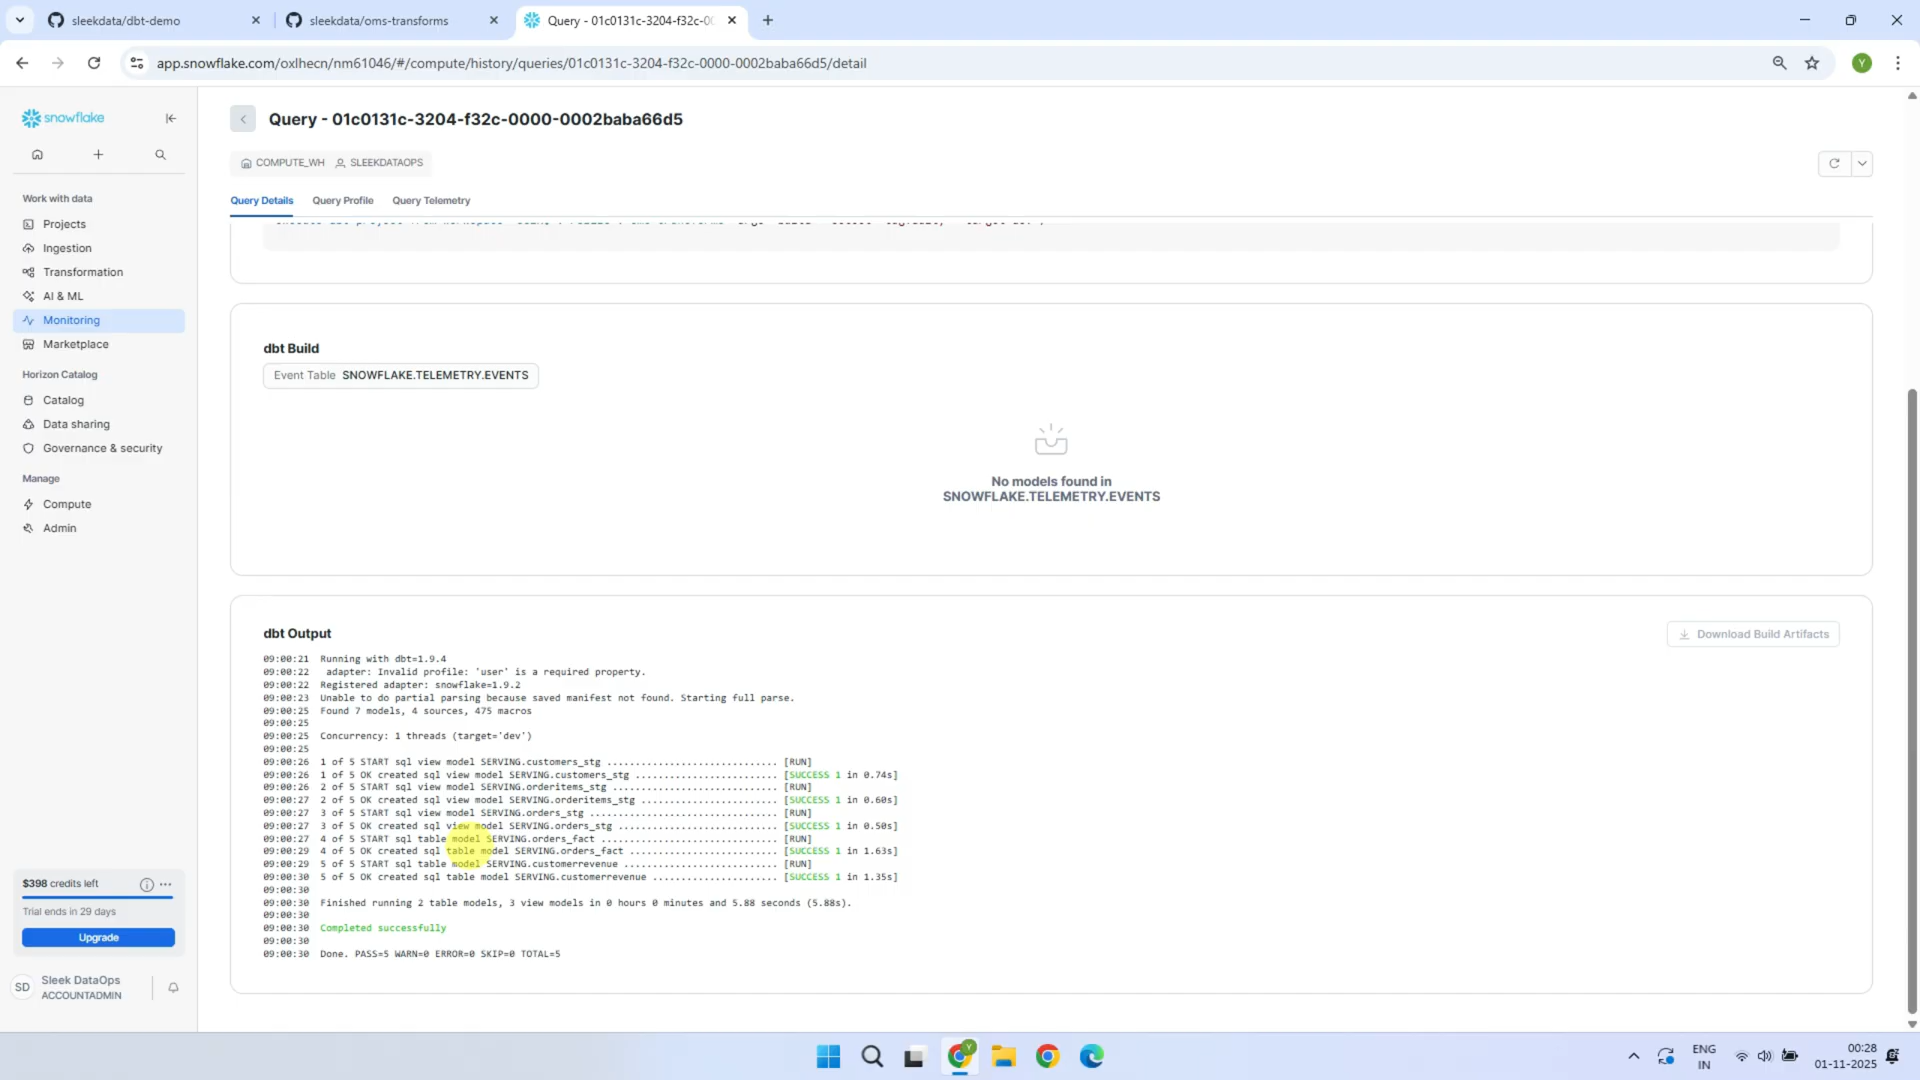 sleekdata/dbt-demo
sleekdata/oms-transforms
Query - 01c0131c-3204-f32c-0
app.snowflake.com/oxlhecn/nm61046/#/compute/history/queries/01c0131c-3204-f32c-0000-0002baba66d5/detail
Y
snowflake
Work with data
Projects
Ingestion
Transformation
AI & ML
Monitoring
Marketplace
Horizon Catalog
Catalog
Data sharing
Governance & security
Manage
Compute
Admin
$398 credits left
Trial ends in 29 days
Upgrade
SD
Sleek DataOps
ACCOUNTADMIN
Query - 01c0131c-3204-f32c-0000-0002baba66d5
COMPUTE_WH SLEEKDATAOPS
Query Details Query Profile Query Telemetry
dbt Build
Event Table SNOWFLAKE.TELEMETRY.EVENTS
No models found in
SNOWFLAKE.TELEMETRY.EVENTS
dbt Output
Download Build Artifacts
09:00:21 Running with dbt=1.9.4
09:00:22 adapter: Invalid profile: 'user' is a required property.
09:00:22 Registered adapter: snowflake=1.9.2
09:00:23 Unable to do partial parsing because saved manifest not found. Starting full parse.
09:00:25 Found 7 models, 4 sources, 475 macros
09:00:25
09:00:25 Concurrency: 1 threads (target='dev')
09:00:25
09:00:26 1 of 5 START sql view model SERVING.customers_stg .............................. [RUN]
09:00:26 1 of 5 OK created sql view model SERVING.customers_stg ......................... [SUCCESS 1 in 0.74s]
09:00:26 2 of 5 START sql view model SERVING.orderitems_stg ............................. [RUN]
09:00:27 2 of 5 OK created sql view model SERVING.orderitems_stg ........................ [SUCCESS 1 in 0.60s]
09:00:27 3 of 5 START sql view model SERVING.orders_stg ................................. [RUN]
09:00:27 3 of 5 OK created sql view model SERVING.orders_stg ............................ [SUCCESS 1 in 0.50s]
09:00:27 4 of 5 START sql table model SERVING.orders_fact ............................... [RUN]
09:00:29 4 of 5 OK created sql table model SERVING.orders_fact .......................... [SUCCESS 1 in 1.63s]
09:00:29 5 of 5 START sql table model SERVING.customerrevenue ........................... [RUN]
09:00:30 5 of 5 OK created sql table model SERVING.customerrevenue ...................... [SUCCESS 1 in 1.35s]
09:00:30
09:00:30 Finished running 2 table models, 3 view models in 0 hours 0 minutes and 5.88 seconds (5.88s).
09:00:30
09:00:30 Completed successfully
09:00:30
09:00:30 Done. PASS=5 WARN=0 ERROR=0 SKIP=0 TOTAL=5
Y
ENG
IN
00:28
01-11-2025